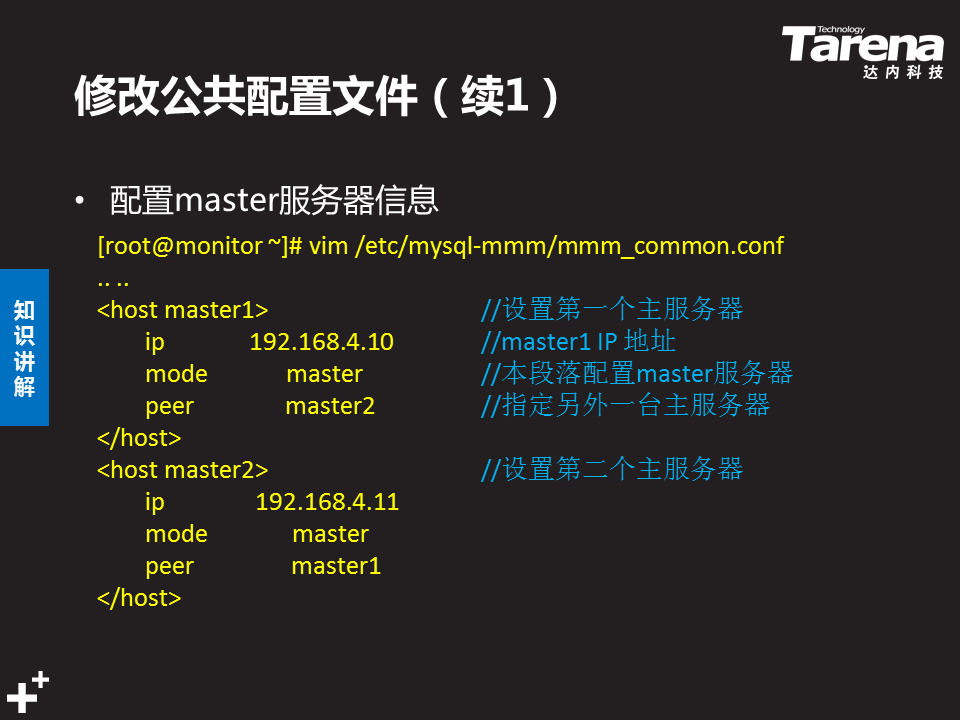 Technology
Tarena
达内科技
修改公共配置文件（续1）
• 配置master服务器信息
[root@monitor ~]# vim /etc/mysql-mmm/mmm_common.conf
.. ..
<host master1> //设置第一个主服务器
ip 192.168.4.10 //master1 IP 地址
mode master //本段落配置master服务器
peer master2 //指定另外一台主服务器
</host>
<host master2> //设置第二个主服务器
ip 192.168.4.11
mode master
peer master1
</host>
知
识
讲
解